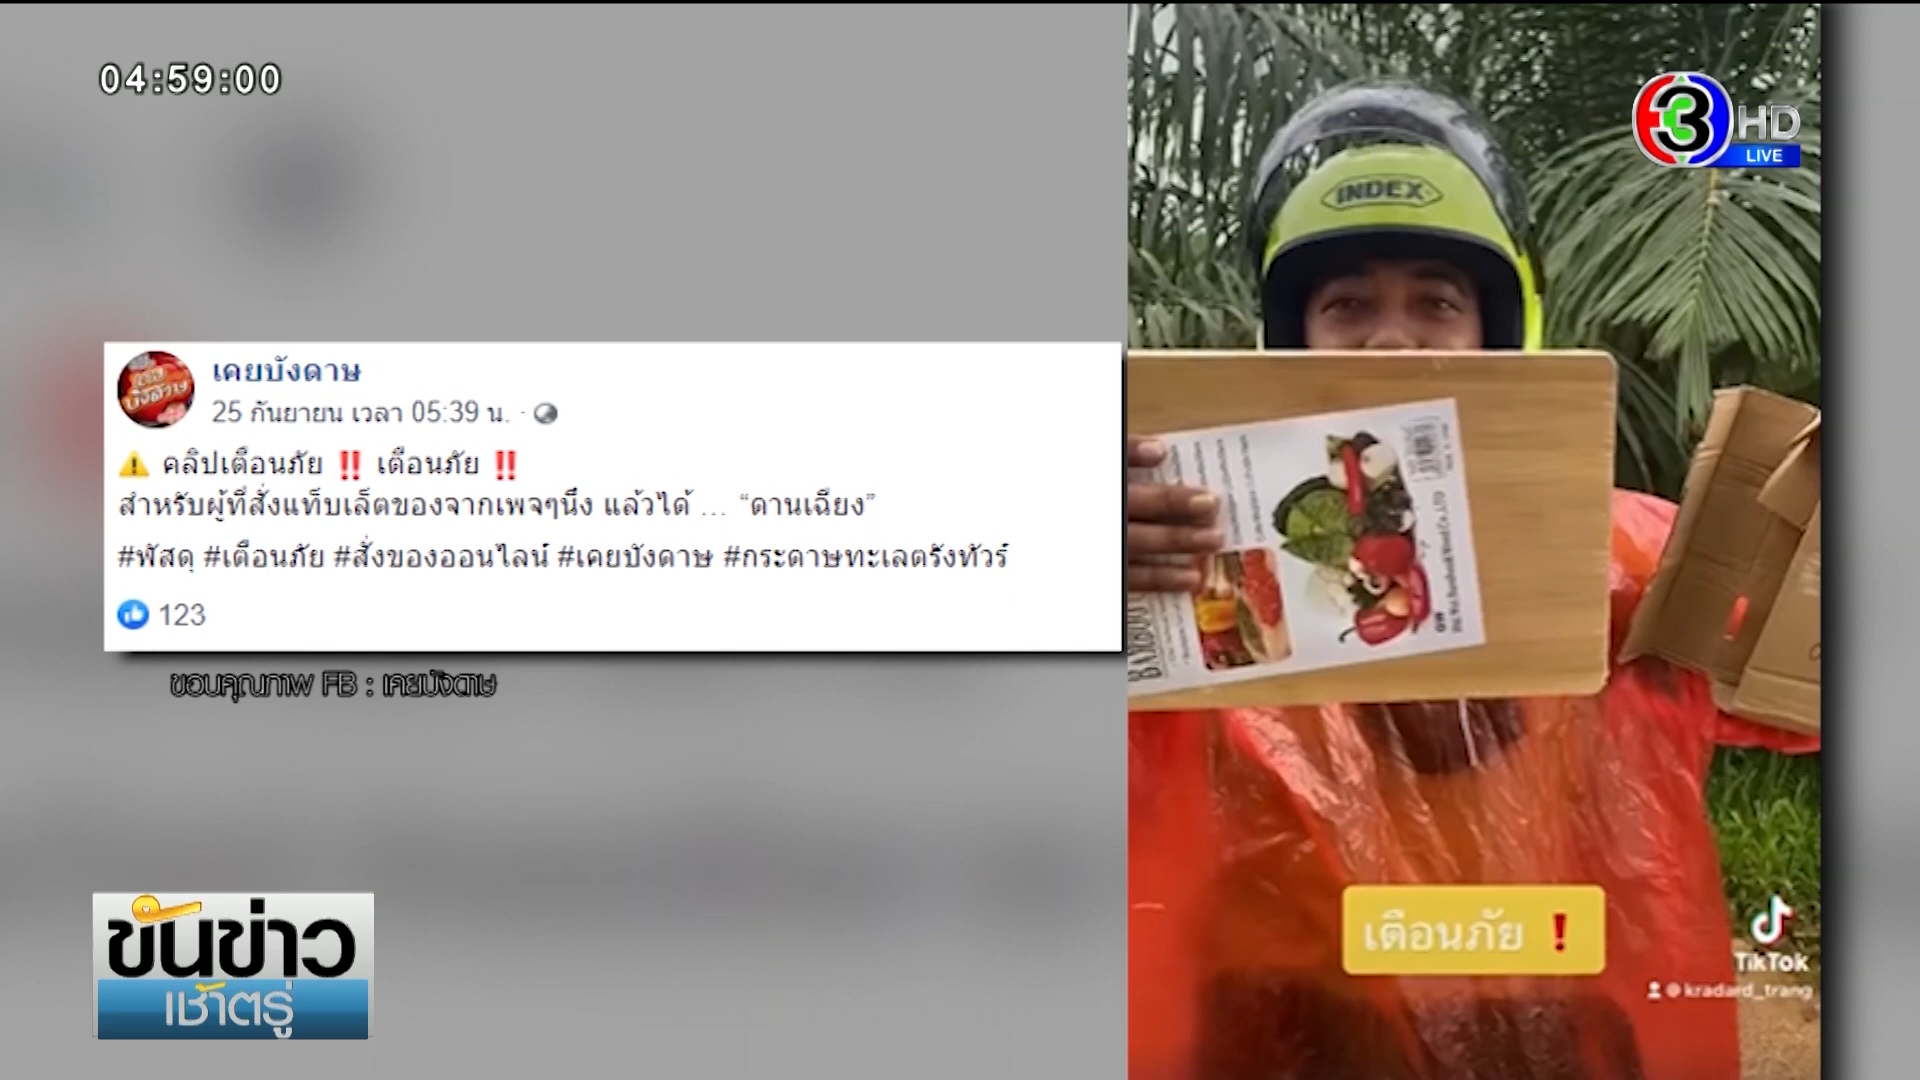 04:59:00
3 HD
LIVE
INDEX
เคยบังดาษ
25 กันยายน เวลา 05:39 น.
⚠ คลิปเตือนภัย ‼ เตือนภัย ‼
สำหรับผู้ที่สั่งแท็บเล็ตของจากเพจๆนึง แล้วได้ ... “ดานเฉียง”
#พัสดุ #เตือนภัย #สั่งของออนไลน์ #เคยบังดาษ #กระดาษทะเลตรังทัวร์
123
ขอบคุณภาพ FB : เคยบังดาษ
เตือนภัย ❗
TikTok
@kradard_trang
ขันข่าว
เช้าตรู่